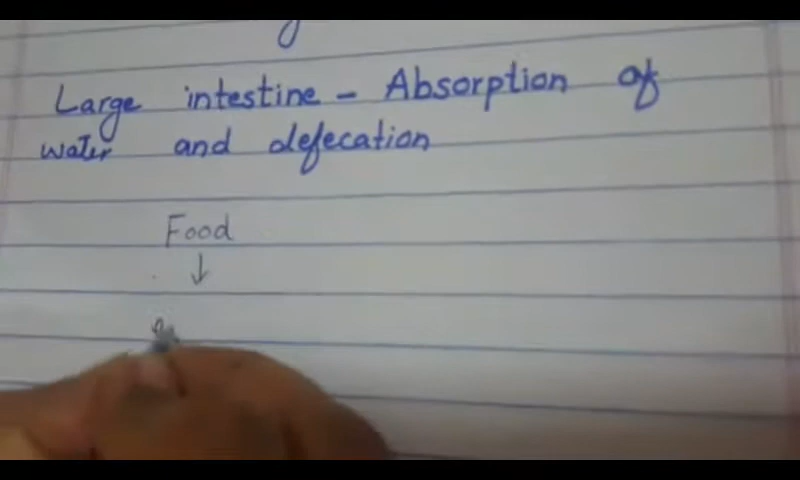 Large intestine - Absorption of
water and defecation
Food
↓